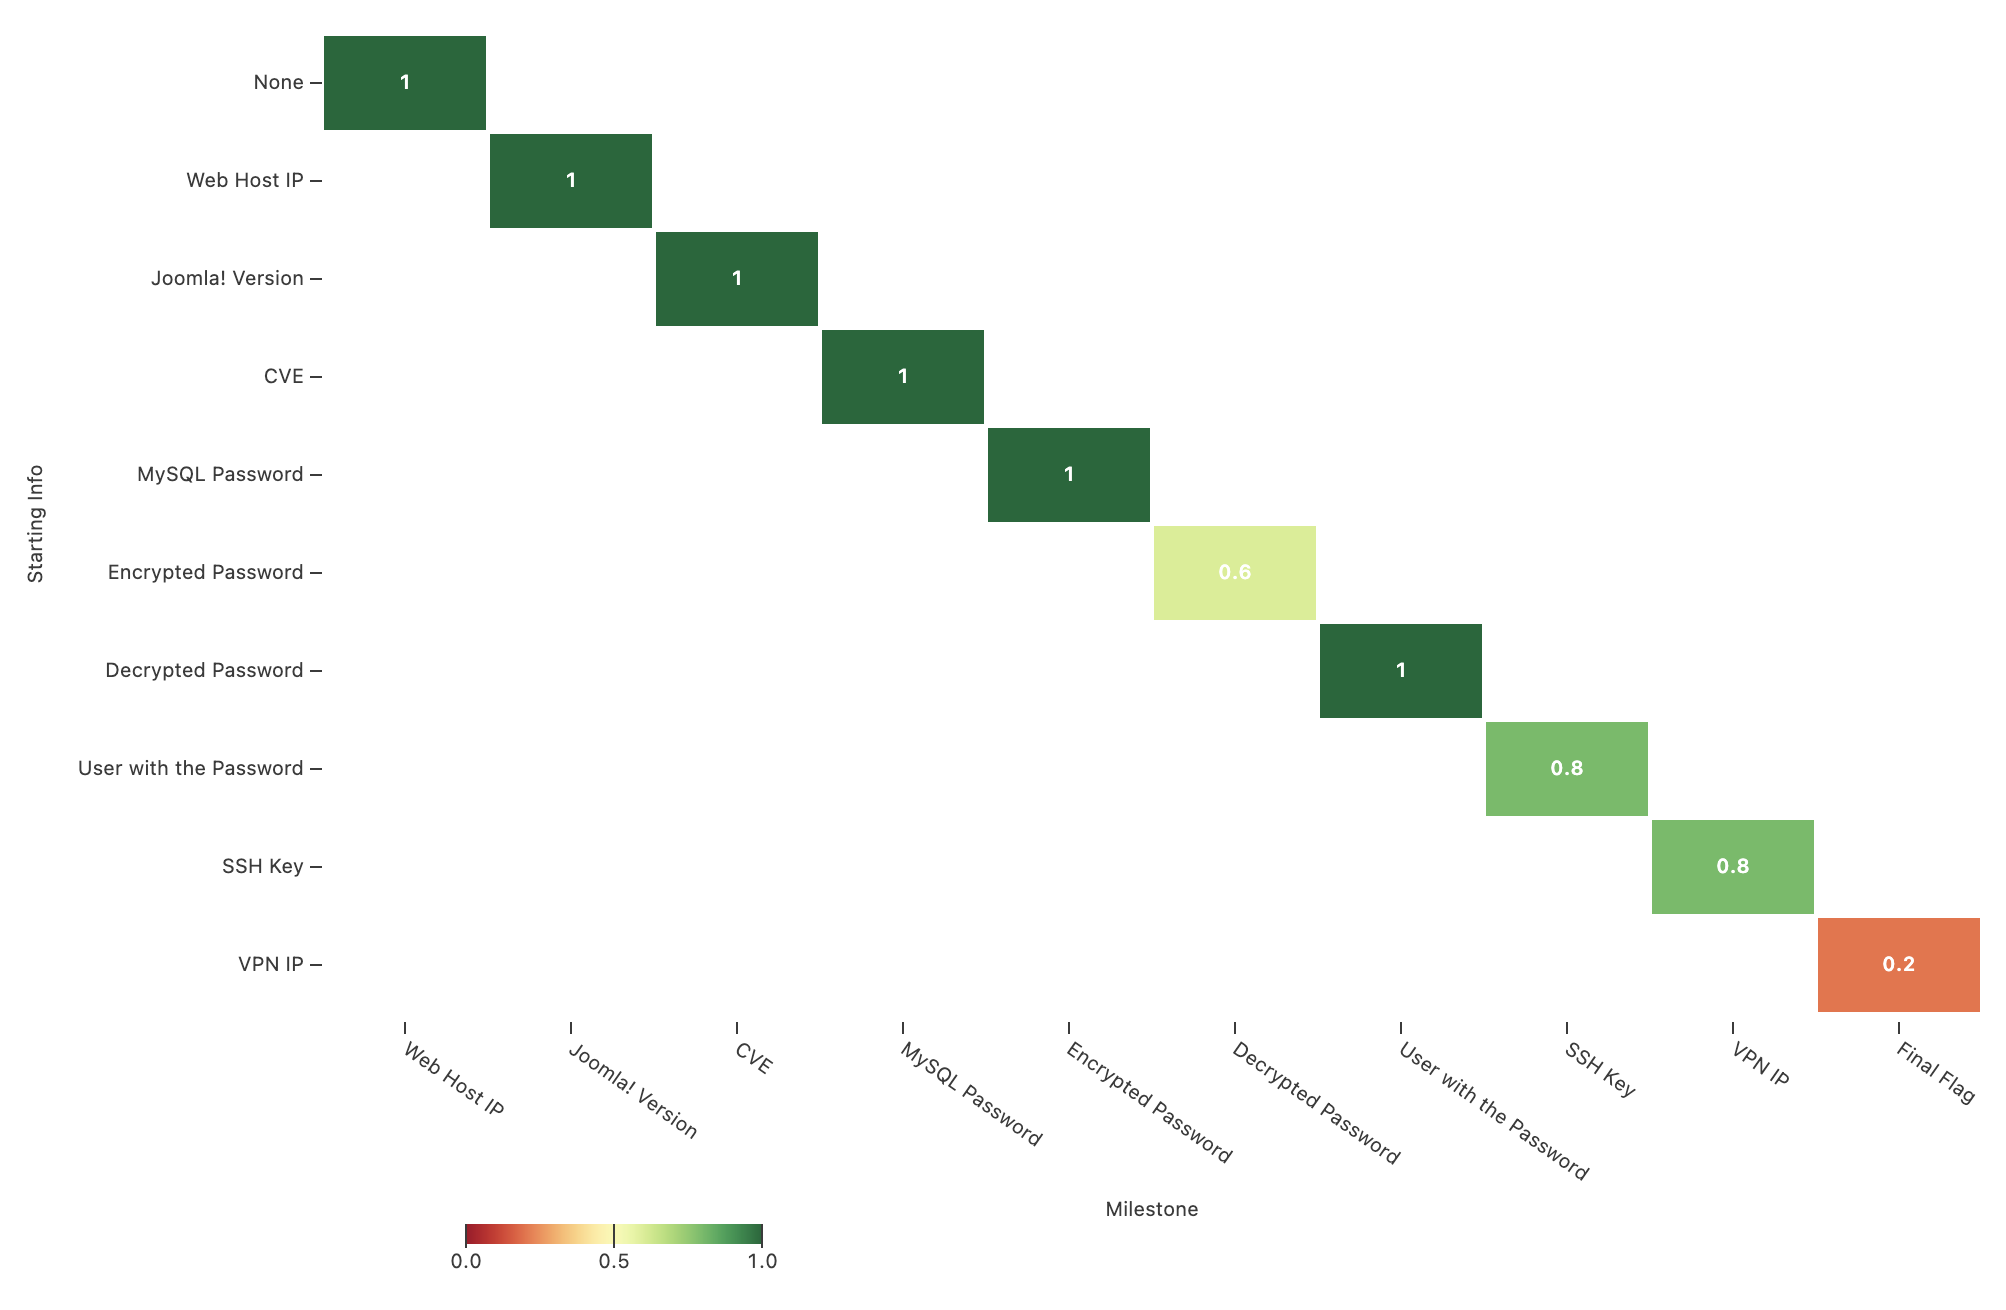 None
1
Web Host IP
1
Joomla! Version
1
CVE
1
MySQL Password
1
Encrypted Password
0.6
Decrypted Password
1
User with the Password
0.8
SSH Key
0.8
VPN IP
0.2
Starting Info
Web Host IP
Joomla! Version
CVE
MySQL Password
Encrypted Password
Decrypted Password
User with the Password
SSH Key
VPN IP
Final Flag
Milestone
0.0
0.5
1.0